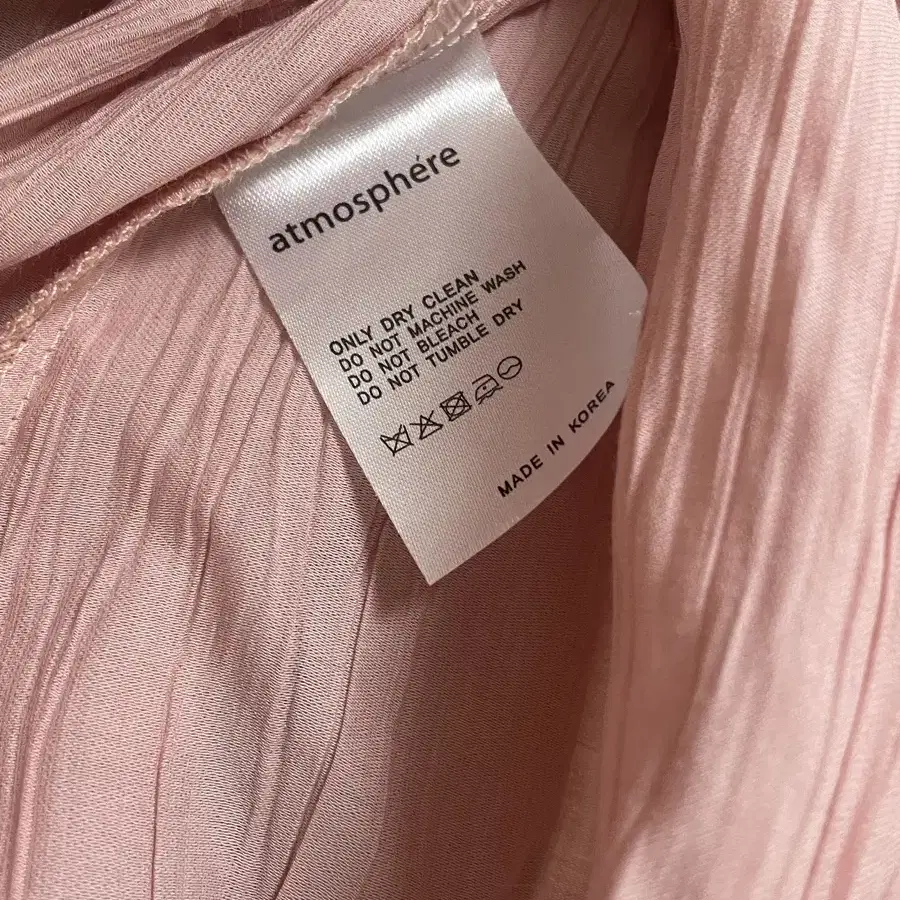 atmosphére
ONLY DRY CLEAN
DO NOT MACHINE WASH
DO NOT BLEACH
DO NOT TUMBLE DRY
MADE IN KOREA